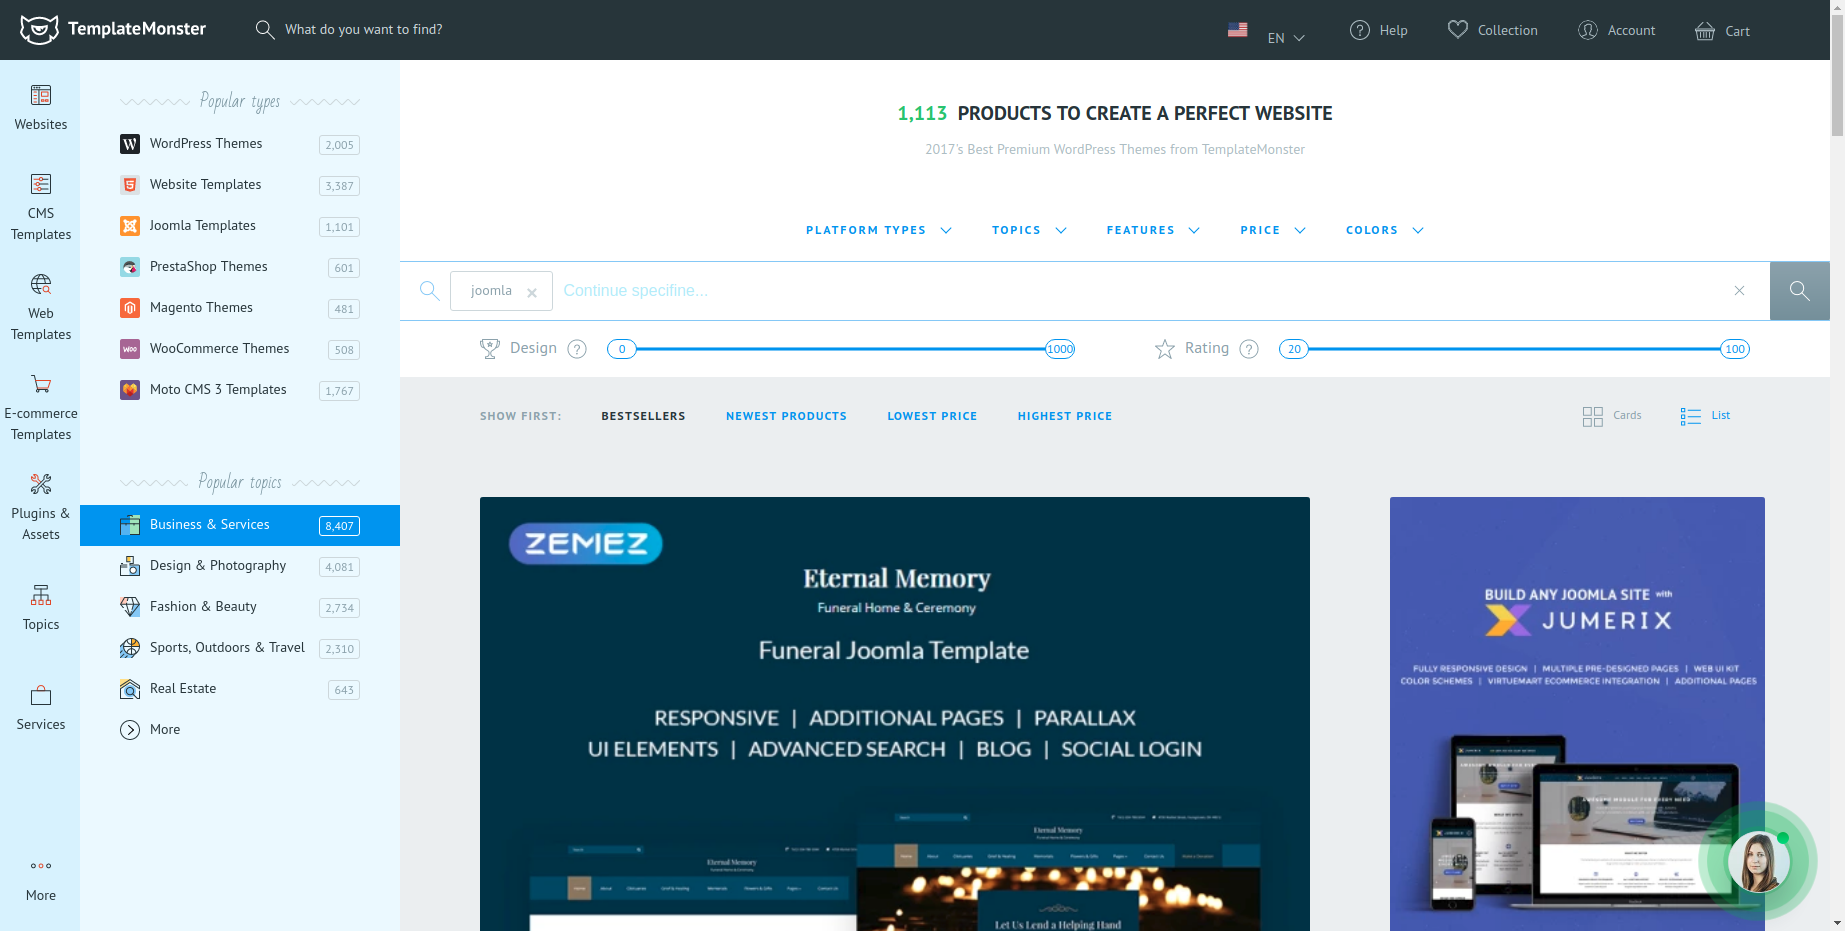 TemplateMonster
What do you want to find?
EN
Help
Collection
Account
Cart
Websites
CMS
Templates
Web
Templates
E-commerce
Templates
Plugins &
Assets
Topics
Services
More
Popular types
WordPress Themes 2,005
Website Templates 3,387
Joomla Templates 1,101
PrestaShop Themes 601
Magento Themes 481
WooCommerce Themes 508
Moto CMS 3 Templates 1,767
Popular topics
Business & Services 8,407
Design & Photography 4,081
Fashion & Beauty 2,734
Sports, Outdoors & Travel 2,310
Real Estate 643
More
1,113 PRODUCTS TO CREATE A PERFECT WEBSITE
2017's Best Premium WordPress Themes from TemplateMonster
PLATFORM TYPES TOPICS FEATURES PRICE COLORS
joomla Continue specifine...
Design ? 0 1000 Rating ? 20 100
SHOW FIRST: BESTSELLERS NEWEST PRODUCTS LOWEST PRICE HIGHEST PRICE Cards List
ZEMEZ
Eternal Memory
Funeral Home & Ceremony
Funeral Joomla Template
RESPONSIVE | ADDITIONAL PAGES | PARALLAX
UI ELEMENTS | ADVANCED SEARCH | BLOG | SOCIAL LOGIN
Eternal Memory
Eternal Memory
Let Us Lend a Helping Hand
BUILD ANY JOOMLA SITE with
JUMERIX
FULLY RESPONSIVE DESIGN | MULTIPLE PRE-DESIGNED PAGES | WEB UI KIT
COLOR SCHEMES | VIRTUEMART ECOMMERCE INTEGRATION | ADDITIONAL PAGES